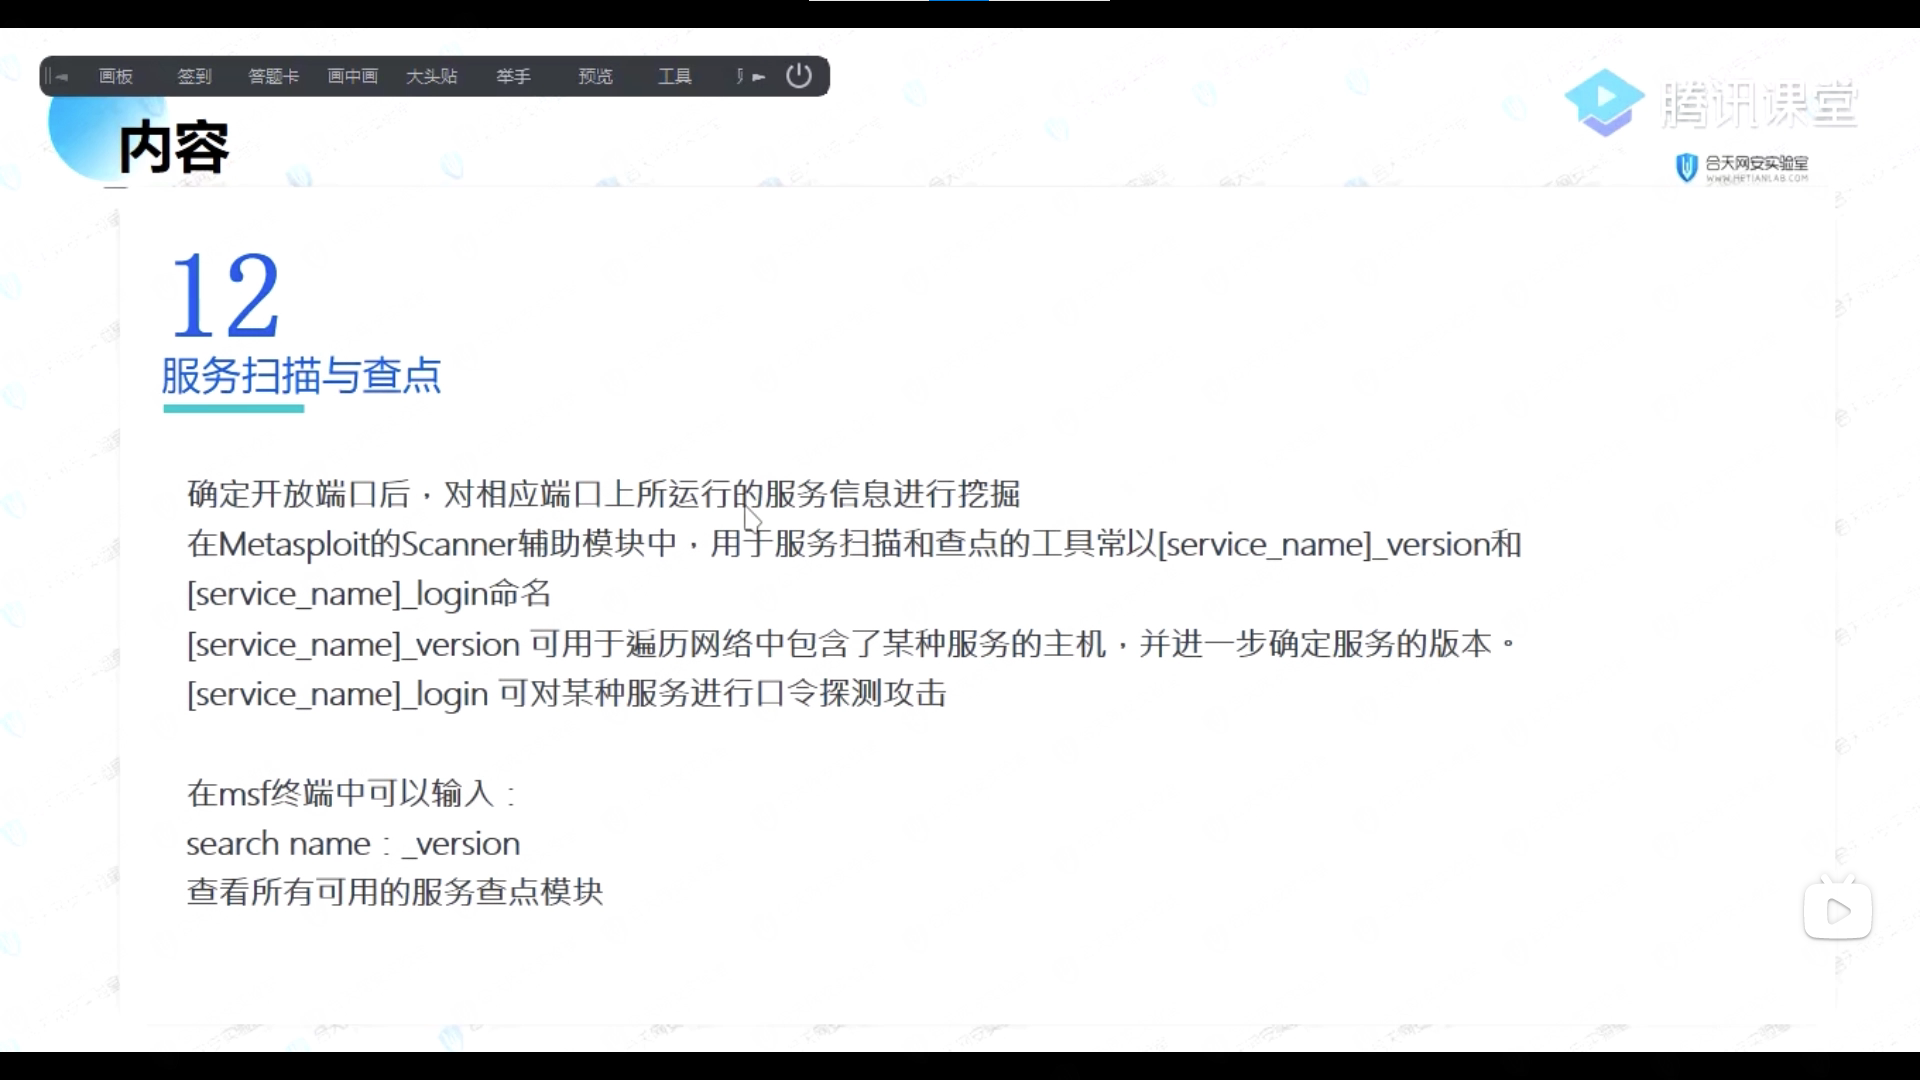 画板 签到 答题卡 画中画 大头贴 举手 预览 工具
内容
腾讯课堂
合天网安实验室
WWW.HETIANLAB.COM
12
服务扫描与查点
确定开放端口后，对相应端口上所运行的服务信息进行挖掘
在Metasploit的Scanner辅助模块中，用于服务扫描和查点的工具常以[service_name]_version和
[service_name]_login命名
[service_name]_version 可用于遍历网络中包含了某种服务的主机，并进一步确定服务的版本。
[service_name]_login 可对某种服务进行口令探测攻击
在msf终端中可以输入：
search name：_version
查看所有可用的服务查点模块